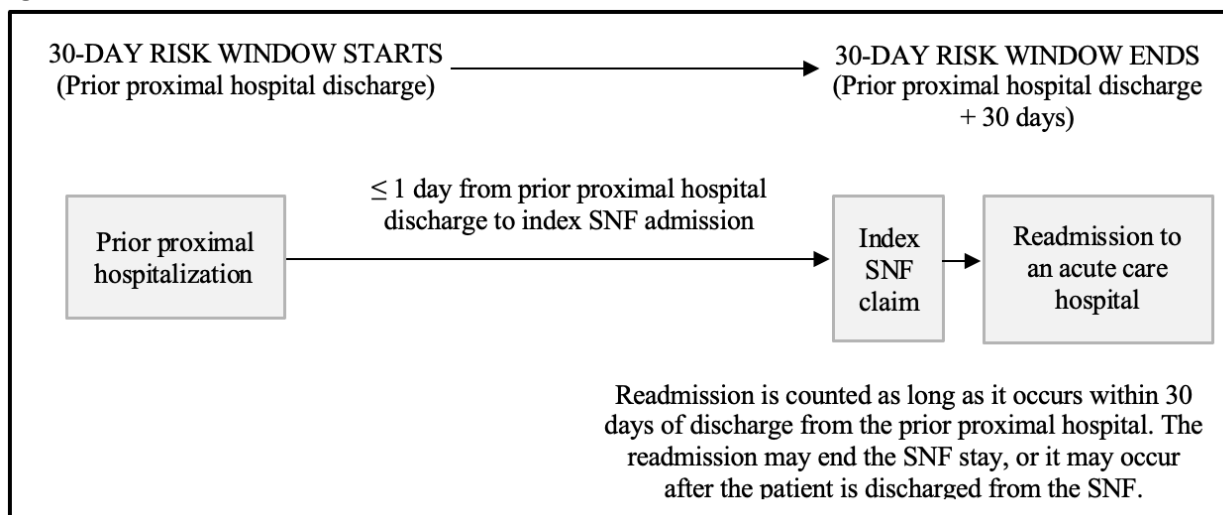 30-DAY RISK WINDOW STARTS
(Prior proximal hospital discharge)
30-DAY RISK WINDOW ENDS
(Prior proximal hospital discharge
+ 30 days)
≤ 1 day from prior proximal hospital
discharge to index SNF admission
Prior proximal
hospitalization
Index
SNF
claim
Readmission to
an acute care
hospital
Readmission is counted as long as it occurs within 30
days of discharge from the prior proximal hospital. The
readmission may end the SNF stay, or it may occur
after the patient is discharged from the SNF.